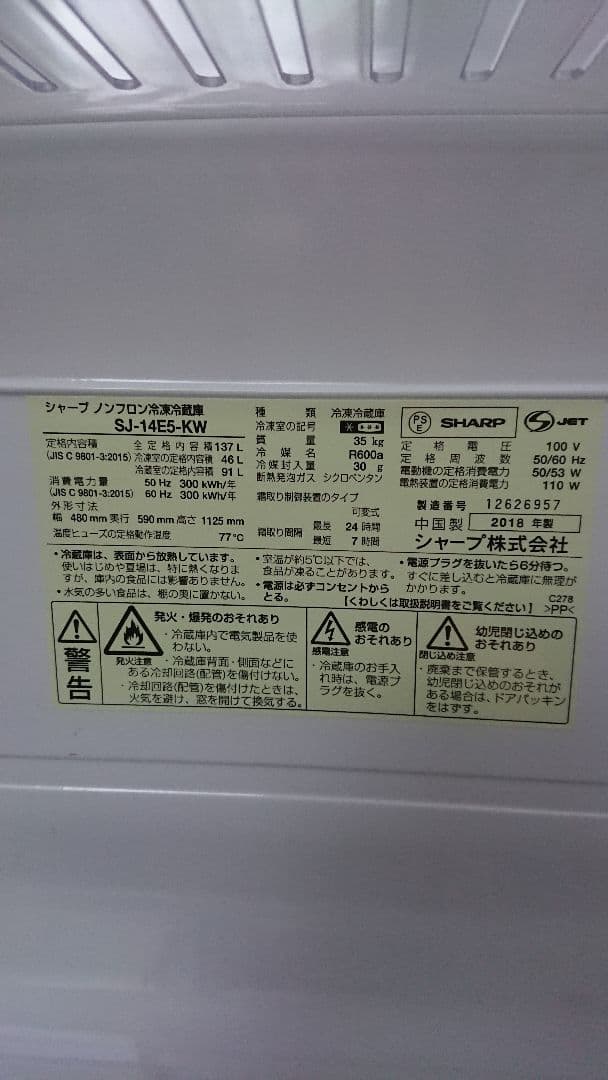 シャープ ノンフロン冷凍冷蔵庫
SJ-14E5-KW
定格内容積 全定格内容積 137 L
(JIS C 9801-3:2015) 冷凍室の定格内容積 46 L
冷蔵室の定格内容積 91 L
消費電力量 50 Hz 300 kWh/年
(JIS C 9801-3:2015) 60 Hz 300 kWh/年
外形寸法
幅 480 mm 奥行 590 mm 高さ 1125 mm
温度ヒューズの定格動作温度 77℃
種類 冷凍冷蔵庫
冷凍室の記号
質量 35 kg
冷媒名 R600a
冷媒封入量 30 g
断熱発泡ガス シクロペンタン
霜取り制御装置のタイプ
可変式
霜取り間隔 最長 24 時間
最短 7 時間
PS
E
SHARP
S JET
定格電圧 100 V
定格周波数 50/60 Hz
電動機の定格消費電力 50/53 W
電熱装置の定格消費電力 110 W
製造番号 12626957
中国製 2018 年製
シャープ株式会社
・冷蔵庫は、表面から放熱しています。
使いはじめや夏場は、特に熱くなりま
すが、庫内の食品には影響ありません。
・水気の多い食品は、棚の奥に置かない。
・室温が約5℃以下では、
食品が凍ることがあります。
・電源は必ずコンセントから
とる。
・電源プラグを抜いたら6分待つ。
すぐに差し込むと冷蔵庫に無理が
かかります。
【くわしくは取扱説明書をご覧ください】
C278
>PP<
警告
発火注意
発火・爆発のおそれあり
・冷蔵庫内で電気製品を使
わない。
・冷蔵庫背面・側面などに
ある冷却回路(配管)を傷付けない。
・冷却回路(配管)を傷付けたときは、
火気を避け、窓を開けて換気する。
感電注意
感電の
おそれあり
・冷蔵庫のお手入
れ時は、電源プ
ラグを抜く。
閉じ込め注意
幼児閉じ込めの
おそれあり
・廃棄まで保管するとき、
幼児閉じ込めのおそれが
ある場合は、ドアパッキン
をはずす。